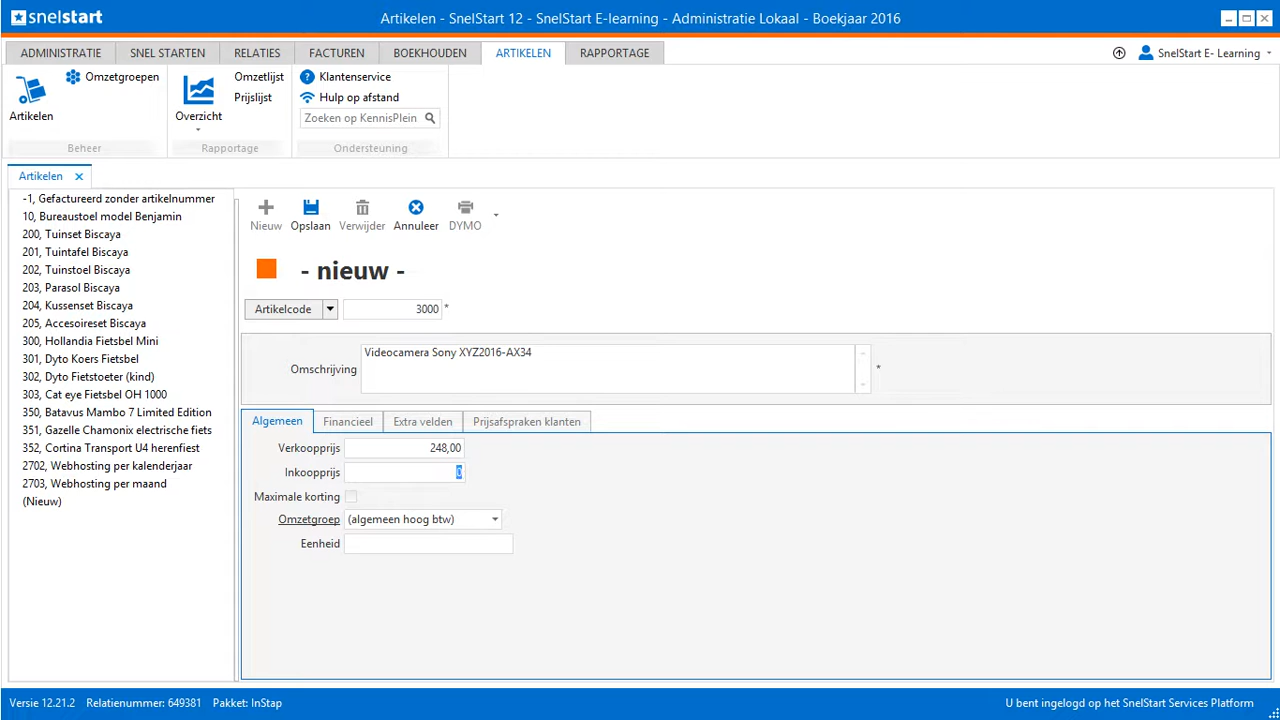 snelstart
Artikelen - SnelStart 12 - SnelStart E-learning - Administratie Lokaal - Boekjaar 2016
ADMINISTRATIE
SNEL STARTEN
RELATIES
FACTUREN
BOEKHOUDEN
ARTIKELEN
RAPPORTAGE
SnelStart E- Learning
Artikelen
Omzetgroepen
Beheer
Overzicht
Omzetlijst
Prijslijst
Rapportage
Klantenservice
Hulp op afstand
Zoeken op KennisPlein
Ondersteuning
Artikelen
-1, Gefactureerd zonder artikelnummer
10, Bureaustoel model Benjamin
200, Tuinset Biscaya
201, Tuintafel Biscaya
202, Tuinstoel Biscaya
203, Parasol Biscaya
204, Kussenset Biscaya
205, Accesoireset Biscaya
300, Hollandia Fietsbel Mini
301, Dyto Koers Fietsbel
302, Dyto Fietstoeter (kind)
303, Cat eye Fietsbel OH 1000
350, Batavus Mambo 7 Limited Edition
351, Gazelle Chamonix electrische fiets
352, Cortina Transport U4 herenfiest
2702, Webhosting per kalenderjaar
2703, Webhosting per maand
(Nieuw)
Nieuw
Opslaan
Verwijder
Annuleer
DYMO
- nieuw -
Artikelcode 3000 *
Omschrijving Videocamera Sony XYZ2016-AX34 *
Algemeen
Financieel
Extra velden
Prijsafspraken klanten
Verkoopprijs 248,00
Inkoopprijs 0
Maximale korting
Omzetgroep (algemeen hoog btw)
Eenheid
Versie 12.21.2 Relatienummer: 649381 Pakket: InStap
U bent ingelogd op het SnelStart Services Platform